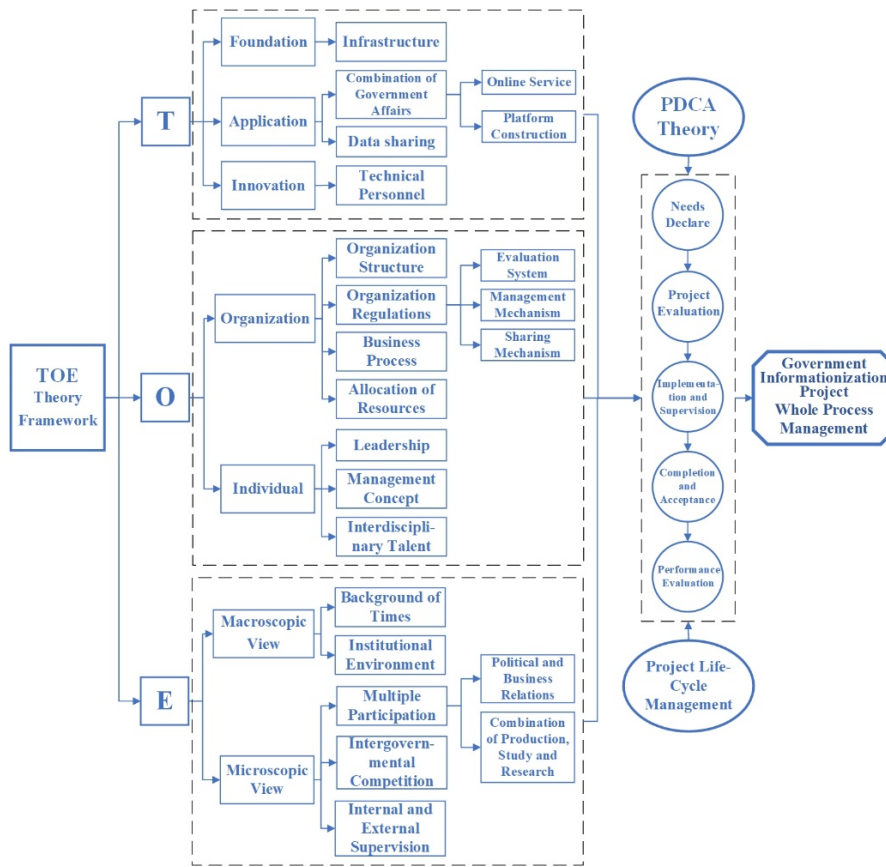 TOE
Theory
Framework
T
Foundation
Infrastructure
Application
Combination of
Government
Affairs
Online Service
Platform
Construction
Data sharing
Innovation
Technical
Personnel
O
Organization
Organization
Structure
Organization
Regulations
Evaluation
System
Management
Mechanism
Sharing
Mechanism
Business
Process
Allocation of
Resources
Individual
Leadership
Management
Concept
Interdiscipli-
nary Talent
E
Macroscopic
View
Background of
Times
Institutional
Environment
Microscopic
View
Multiple
Participation
Political and
Business
Relations
Combination
of Production,
Study and
Research
Intergovern-
mental
Competition
Internal and
External
Supervision
PDCA
Theory
Needs
Declare
Project
Evaluation
Implementa-
tion and
Supervision
Completion
and
Acceptance
Performance
Evaluation
Project Life-
Cycle
Management
Government
Informationization
Project
Whole Process
Management